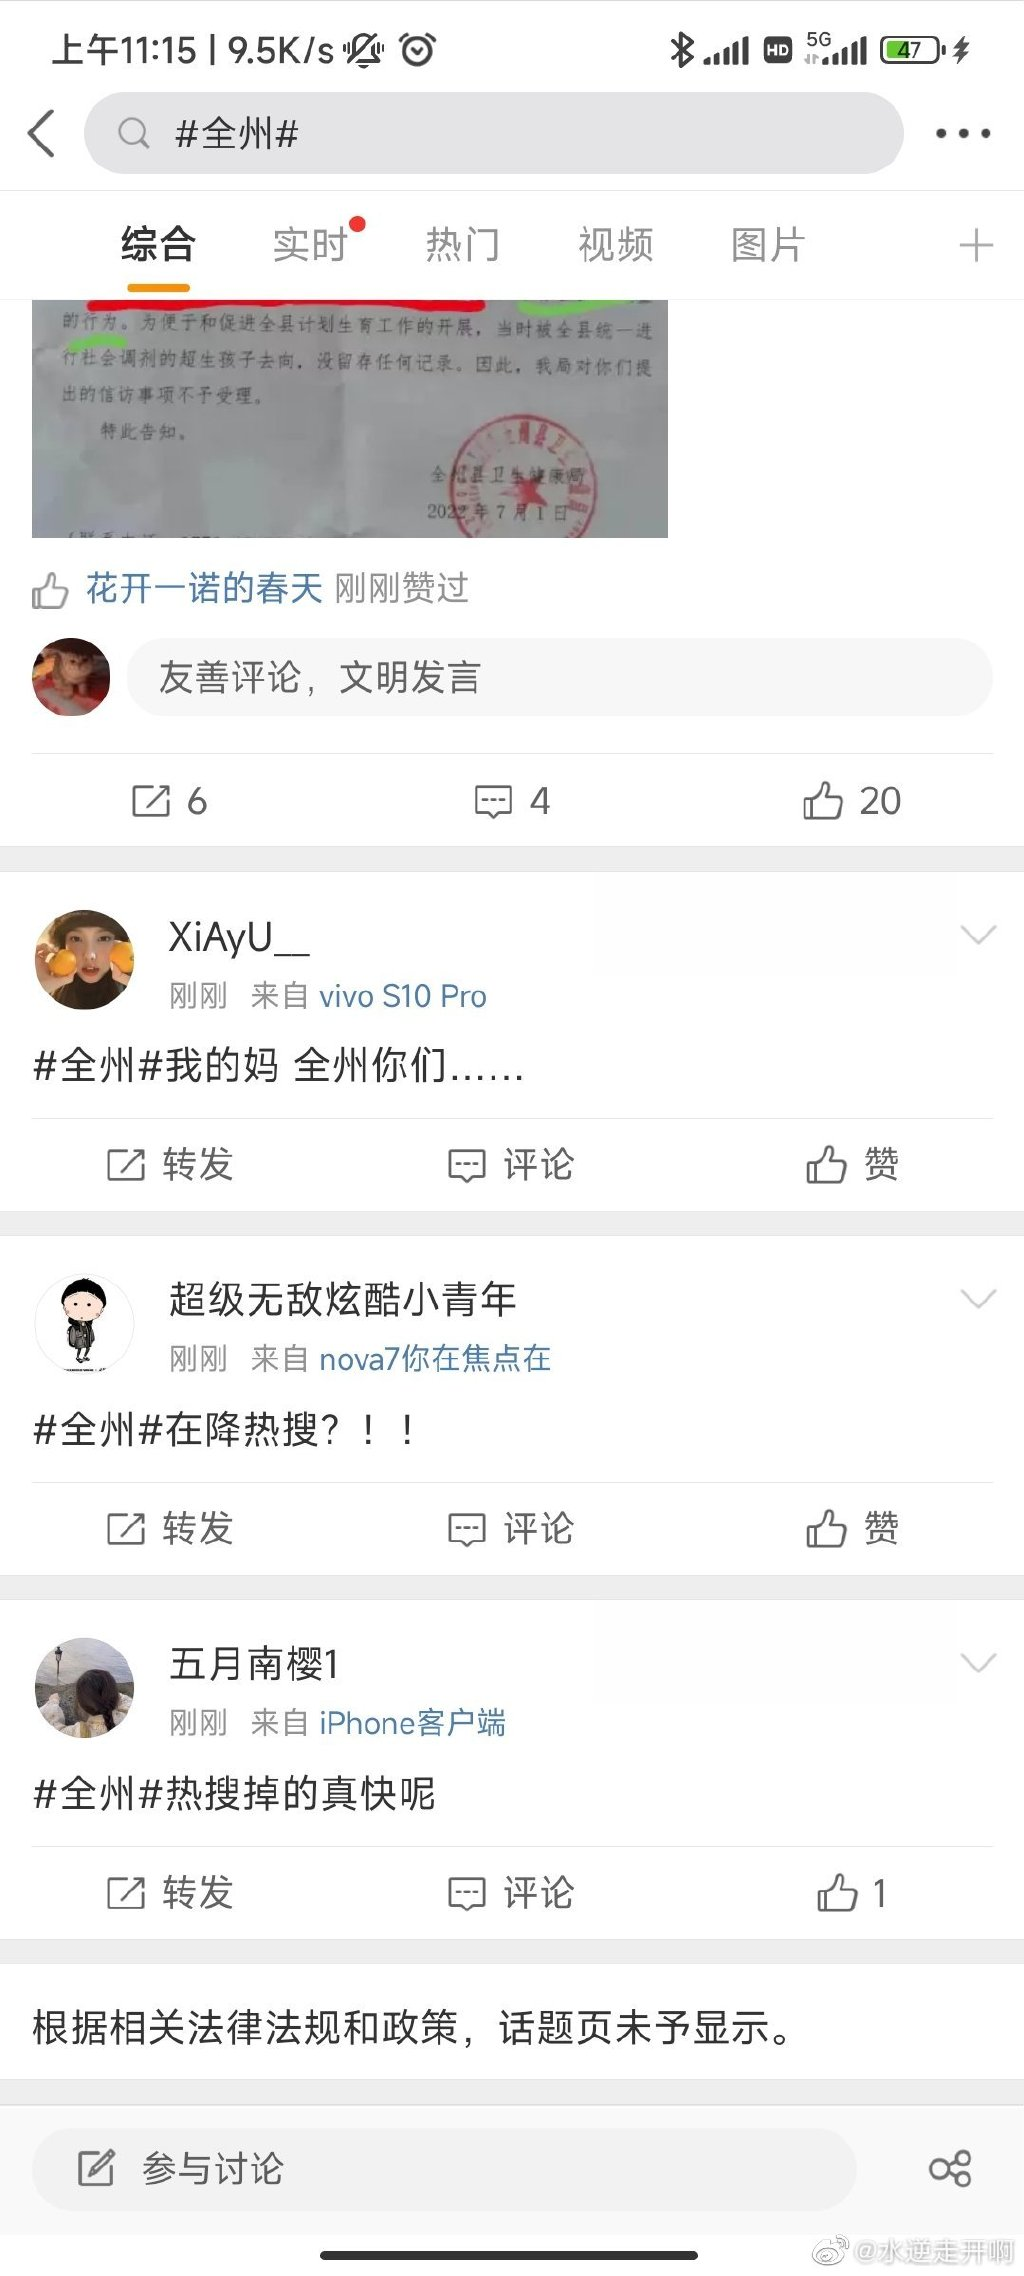 上午11:15 | 9.5K/s
HD 5G 47
#全州#
综合 实时 热门 视频 图片
的行为。为便于和促进全县计划生育工作的开展，当时被全县统一进
行社会调剂的超生孩子去向，没留存任何记录。因此，我局对你们提
出的信访事项不予受理。
特此告知。
全州县卫生健康局
2022年7月1日
花开一诺的春天 刚刚赞过
友善评论，文明发言
6 4 20
XiAyU__
刚刚 来自 vivo S10 Pro
#全州#我的妈 全州你们……
转发 评论 赞
超级无敌炫酷小青年
刚刚 来自 nova7你在焦点在
#全州#在降热搜？！！
转发 评论 赞
五月南樱1
刚刚 来自 iPhone客户端
#全州#热搜掉的真快呢
转发 评论 1
根据相关法律法规和政策，话题页未予显示。
参与讨论
@水逆走开啊